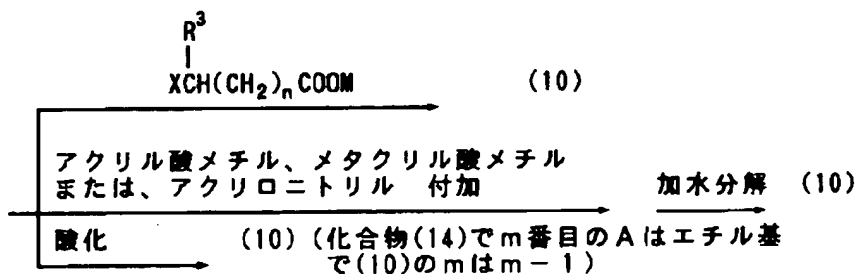 R³
XCH(CH₂)ₙCOOM (10)
アクリル酸メチル、メタクリル酸メチル
または、アクリロニトリル 付加 加水分解 (10)
酸化 (10) (化合物(14)でm番目のAはエチル基
で(10)のmはm－1)